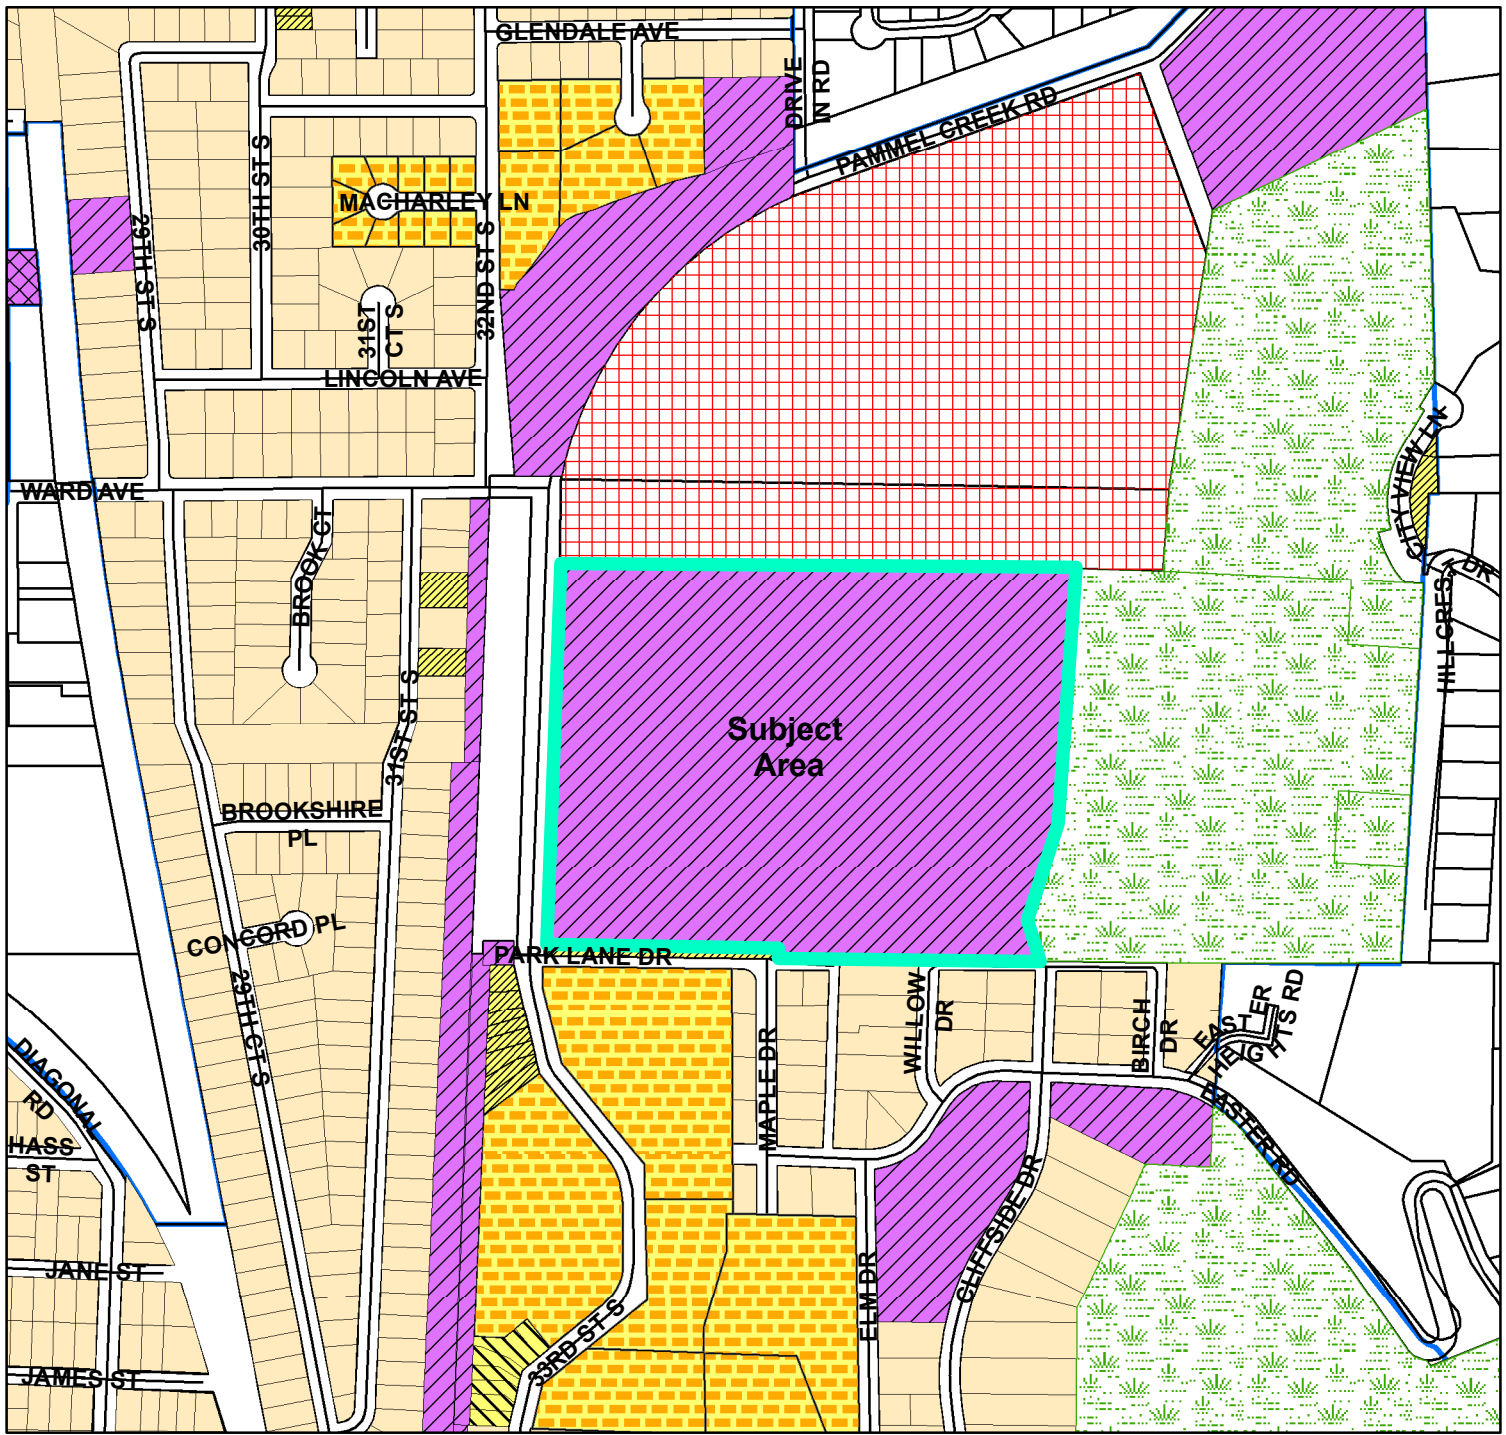 GLENDALE AVE
DRIVE
IN RD
PAMMEL CREEK RD
29TH ST S
30TH ST S
MACHARLEY LN
32ND ST S
31ST
CT S
LINCOLN AVE
WARD AVE
CITY VIEW LN
BROOK CT
HILLCREST DR
31ST ST S
Subject
Area
BROOKSHIRE
PL
CONCORD PL
PARK LANE DR
29TH CT S
WILLOW
DR
BIRCH
DR
EASTER
HEIGHTS RD
MAPLE DR
DIAGONAL
RD
HASS
ST
EASTER RD
CLIFFSIDE DR
ELM DR
JANE ST
33RD ST S
JAMES ST